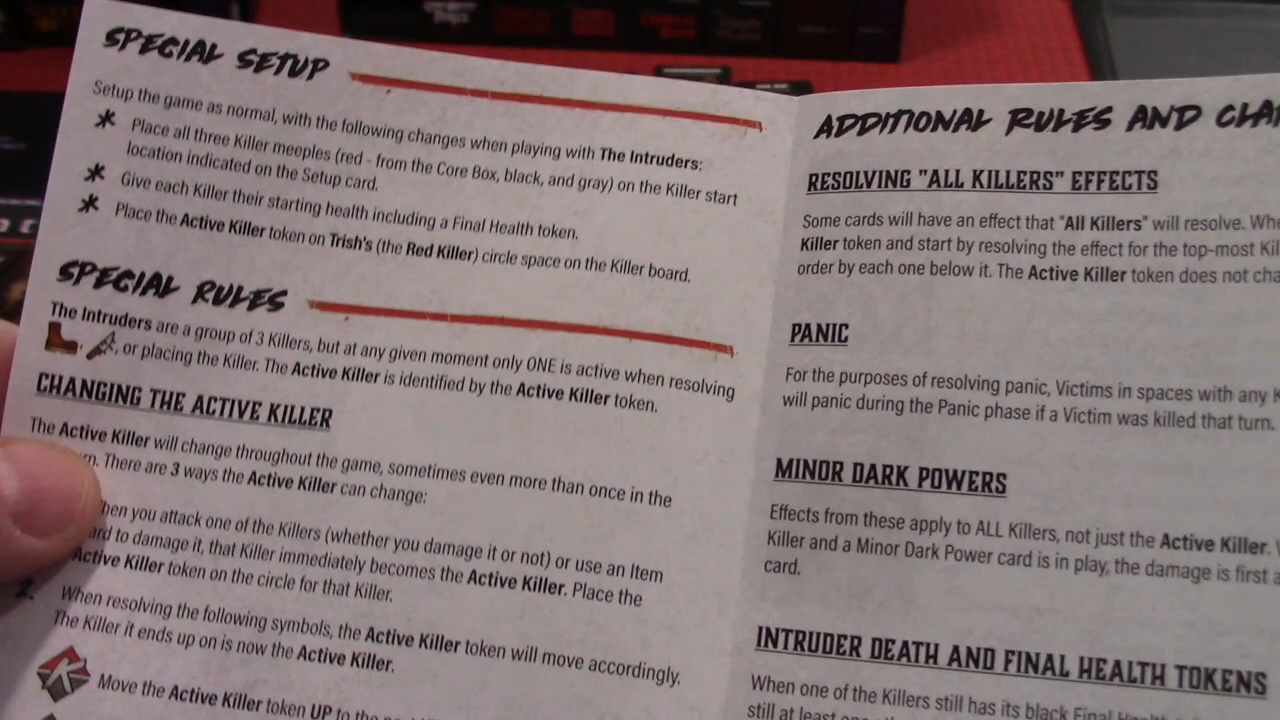 SPECIAL SETUP
Setup the game as normal, with the following changes when playing with The Intruders:
* Place all three Killer meeples (red - from the Core Box, black, and gray) on the Killer start
location indicated on the Setup card.
* Give each Killer their starting health including a Final Health token.
* Place the Active Killer token on Trish's (the Red Killer) circle space on the Killer board.
SPECIAL RULES
The Intruders are a group of 3 Killers, but at any given moment only ONE is active when resolving
, , or placing the Killer. The Active Killer is identified by the Active Killer token.
CHANGING THE ACTIVE KILLER
The Active Killer will change throughout the game, sometimes even more than once in the
There are 3 ways the Active Killer can change:
you attack one of the Killers (whether you damage it or not) or use an Item
to damage it, that Killer immediately becomes the Active Killer. Place the
Active Killer token on the circle for that Killer.
2. When resolving the following symbols, the Active Killer token will move accordingly.
The Killer it ends up on is now the Active Killer.
K Move the Active Killer token UP to the
ADDITIONAL RULES AND
RESOLVING "ALL KILLERS" EFFECTS
Some cards will have an effect that "All Killers" will resolve.
Killer token and start by resolving the effect for the top-most
order by each one below it. The Active Killer token does not
PANIC
For the purposes of resolving panic, Victims in spaces with any
will panic during the Panic phase if a Victim was killed that turn.
MINOR DARK POWERS
Effects from these apply to ALL Killers, not just the Active Killer.
Killer and a Minor Dark Power card is in play, the damage is first
card.
INTRUDER DEATH AND FINAL HEALTH TOKENS
When one of the Killers still has its black Final
still at least